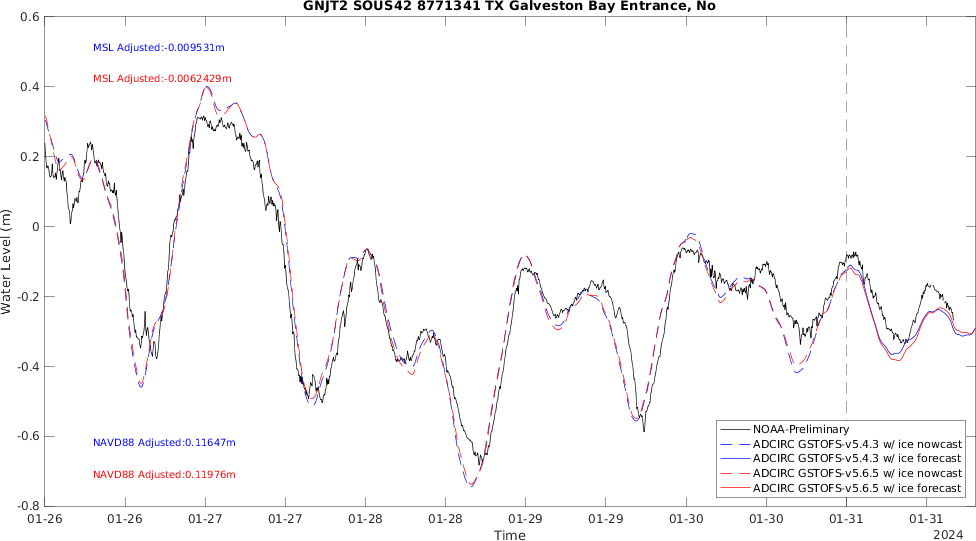 GNJT2 SOUS42 8771341 TX Galveston Bay Entrance, No
0.6
MSL Adjusted:-0.009531m
MSL Adjusted:-0.0062429m
0.4
0.2
0
-0.2
-0.4
-0.6
-0.8
Water Level (m)
NAVD88 Adjusted:0.11647m
NAVD88 Adjusted:0.11976m
NOAA-Preliminary
ADCIRC GSTOFS-v5.4.3 w/ ice nowcast
ADCIRC GSTOFS-v5.4.3 w/ ice forecast
ADCIRC GSTOFS-v5.6.5 w/ ice nowcast
ADCIRC GSTOFS-v5.6.5 w/ ice forecast
01-26 01-26 01-27 01-27 01-28 01-28 01-29 01-29 01-30 01-30 01-31 01-31
Time
2024